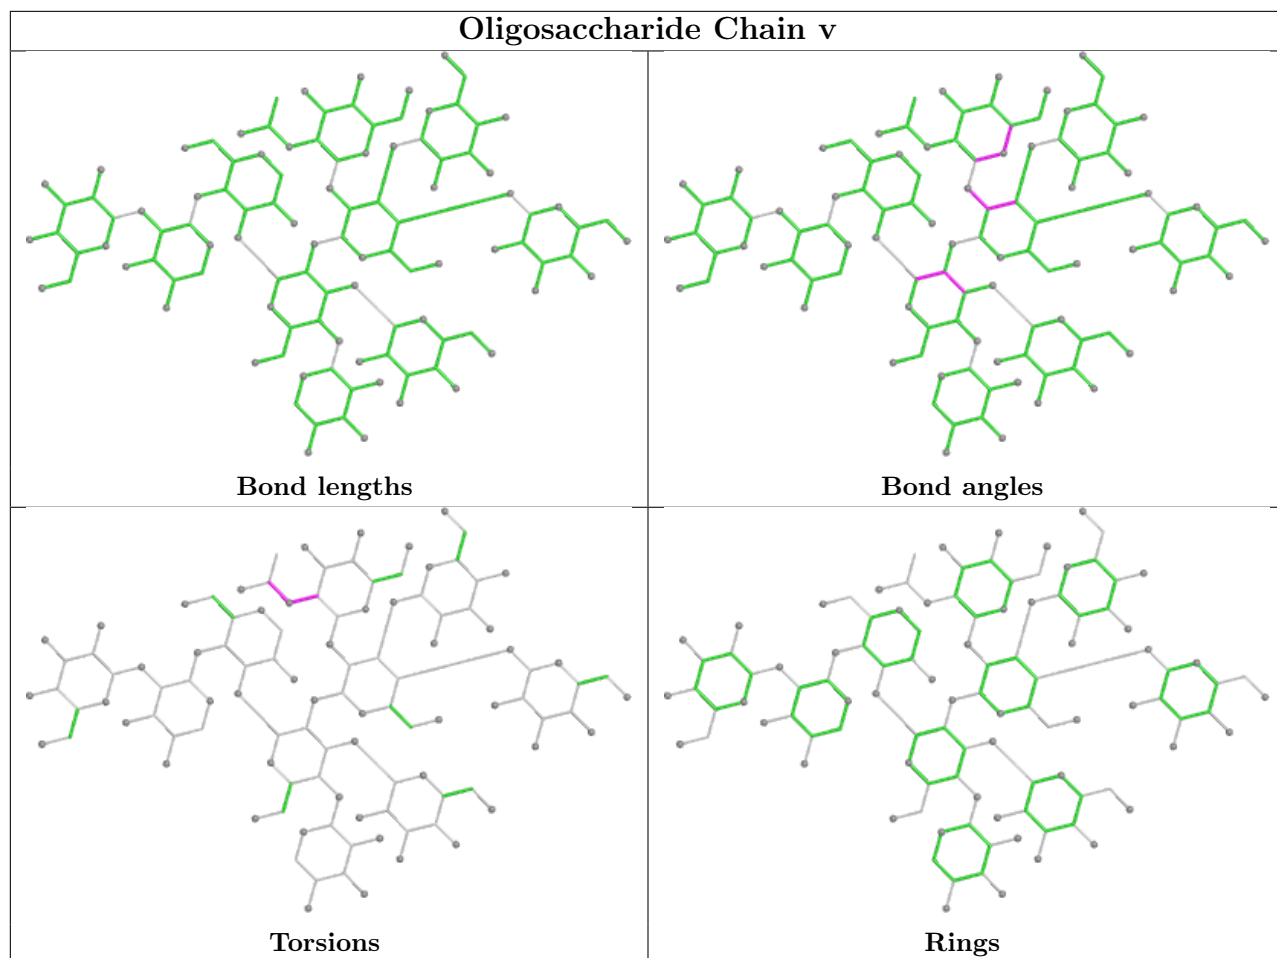 Oligosaccharide Chain v
Bond lengths
Bond angles
Torsions
Rings